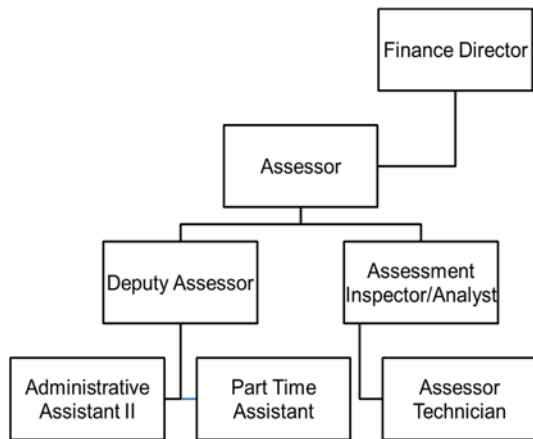 Finance Director
Assessor
Deputy Assessor
Assessment
Inspector/Analyst
Administrative
Assistant II
Part Time
Assistant
Assessor
Technician